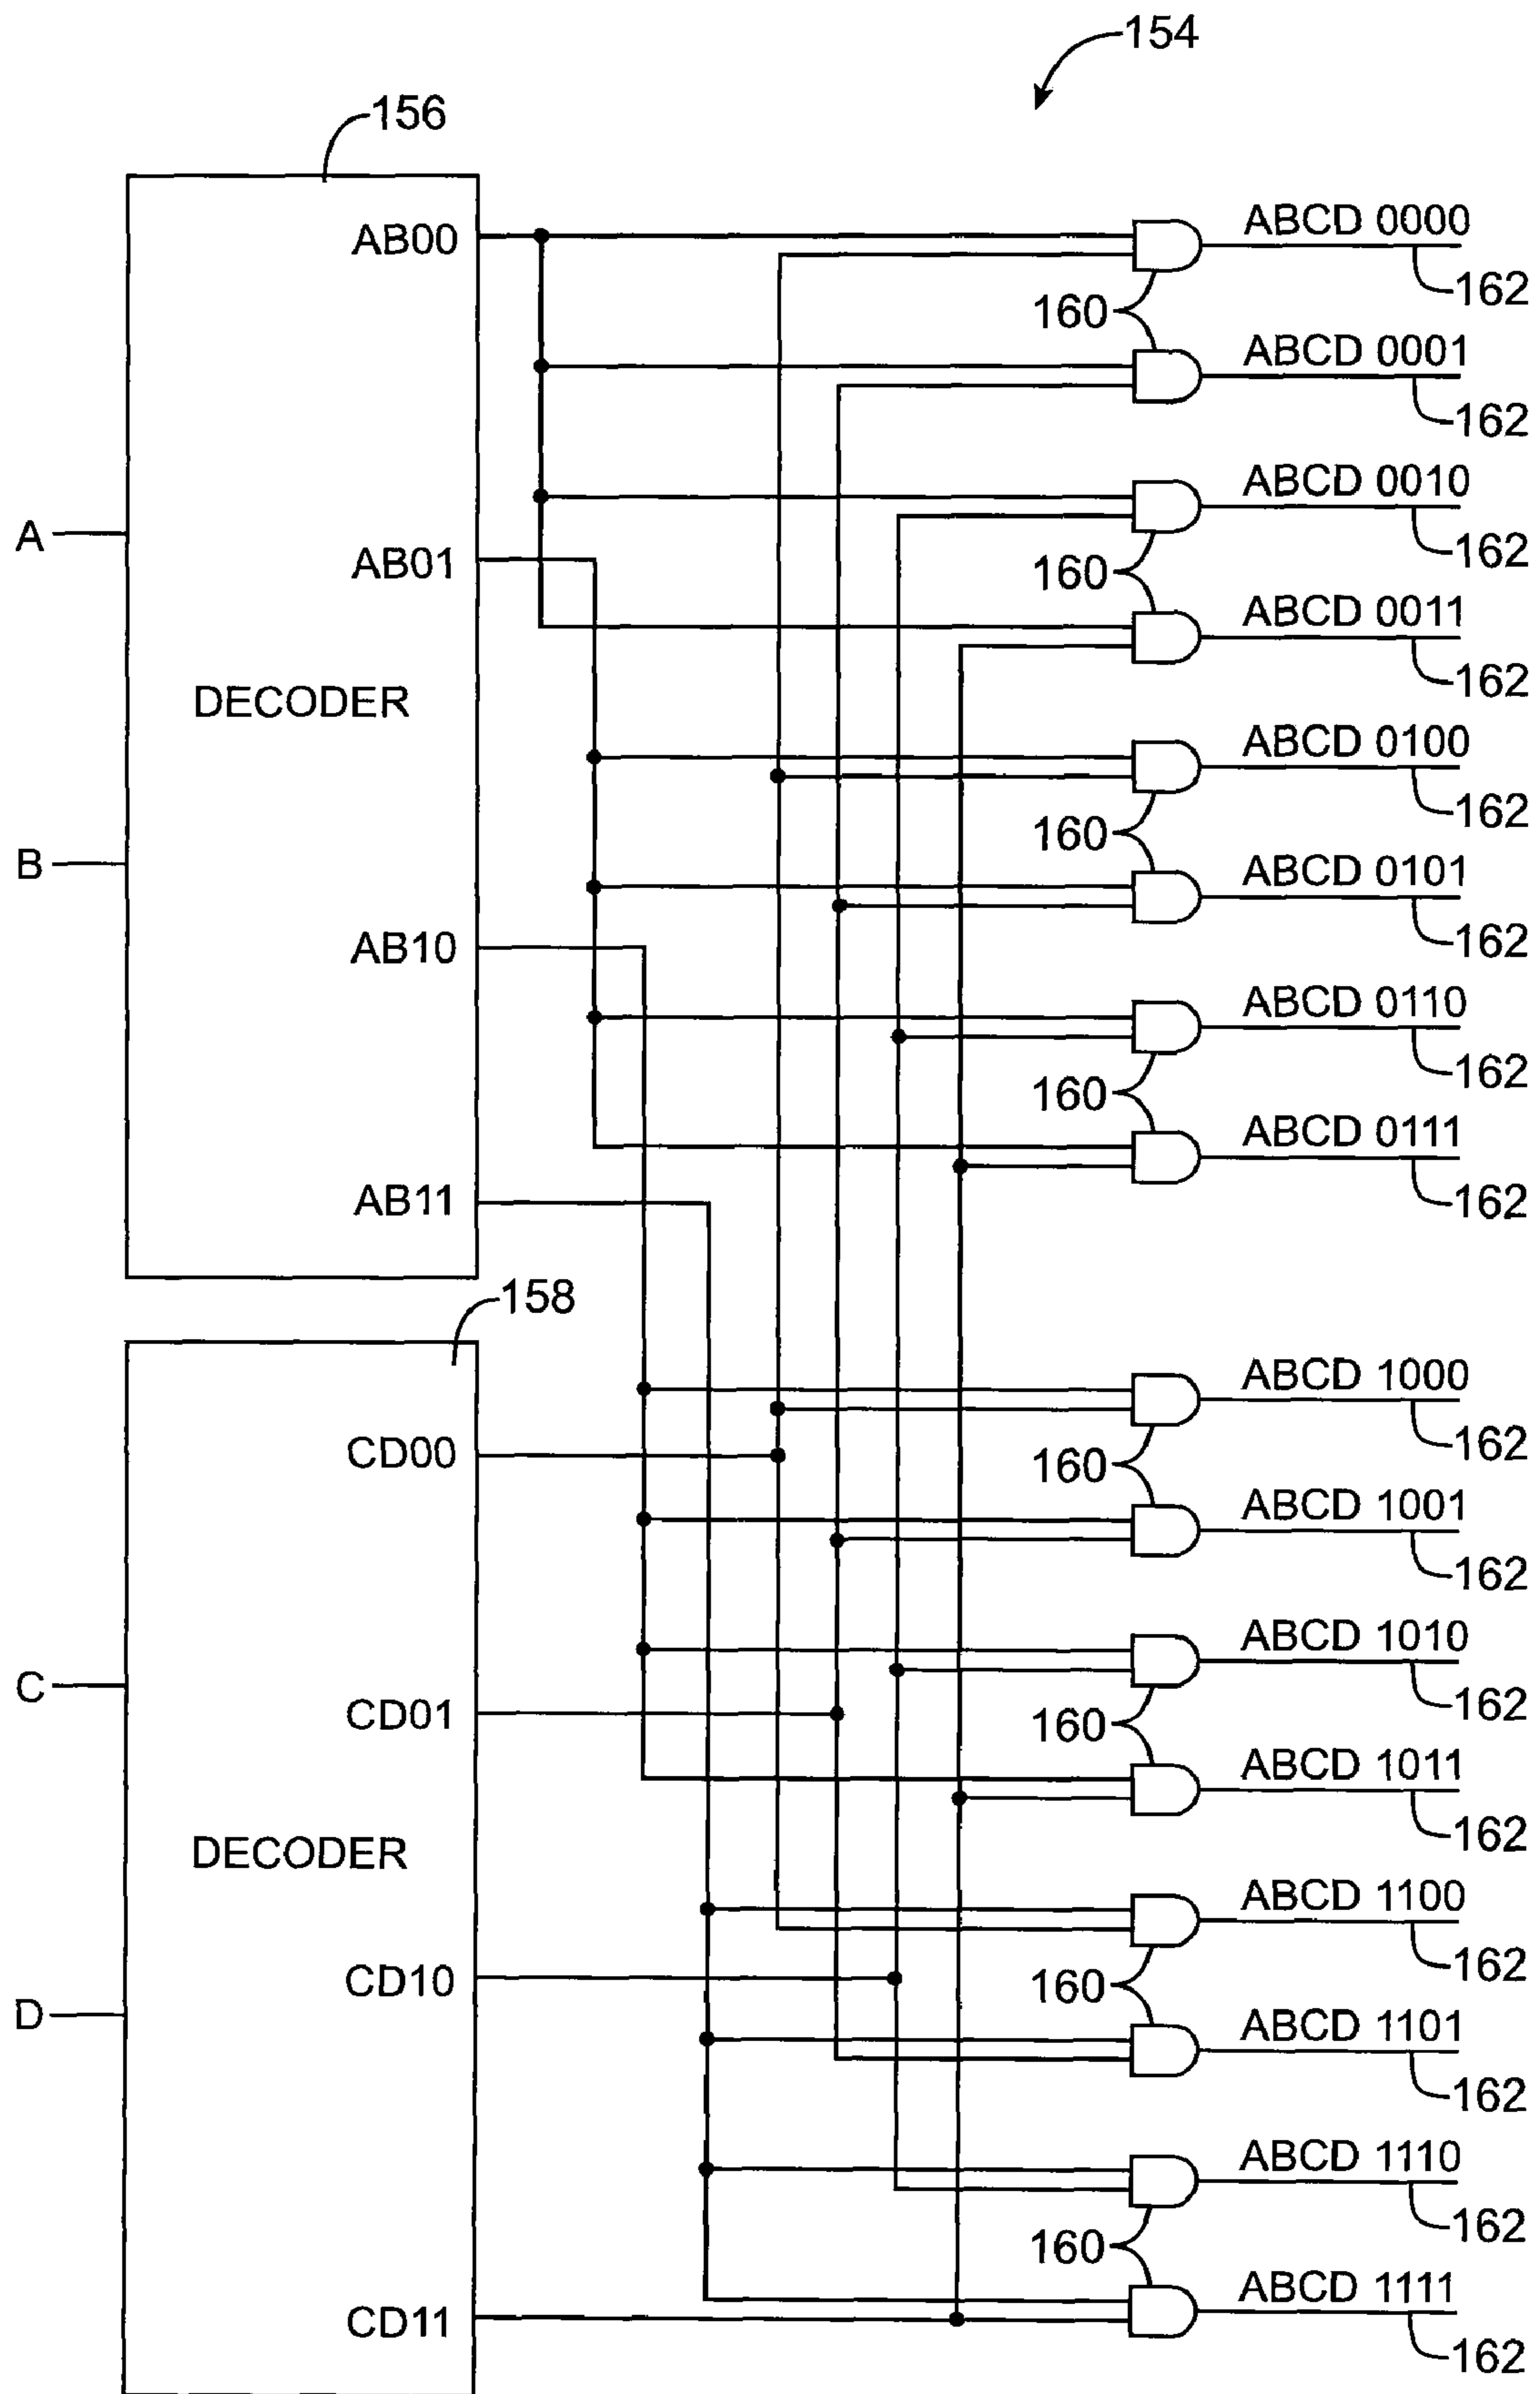 154
156
AB00
ABCD 0000
162
160
ABCD 0001
162
ABCD 0010
162
A
AB01
160
ABCD 0011
162
DECODER
ABCD 0100
162
160
B
ABCD 0101
162
AB10
ABCD 0110
162
160
ABCD 0111
162
AB11
158
ABCD 1000
162
CD00
160
ABCD 1001
162
ABCD 1010
162
C
CD01
160
ABCD 1011
162
DECODER
ABCD 1100
162
CD10
160
D
ABCD 1101
162
ABCD 1110
162
160
ABCD 1111
CD11
162